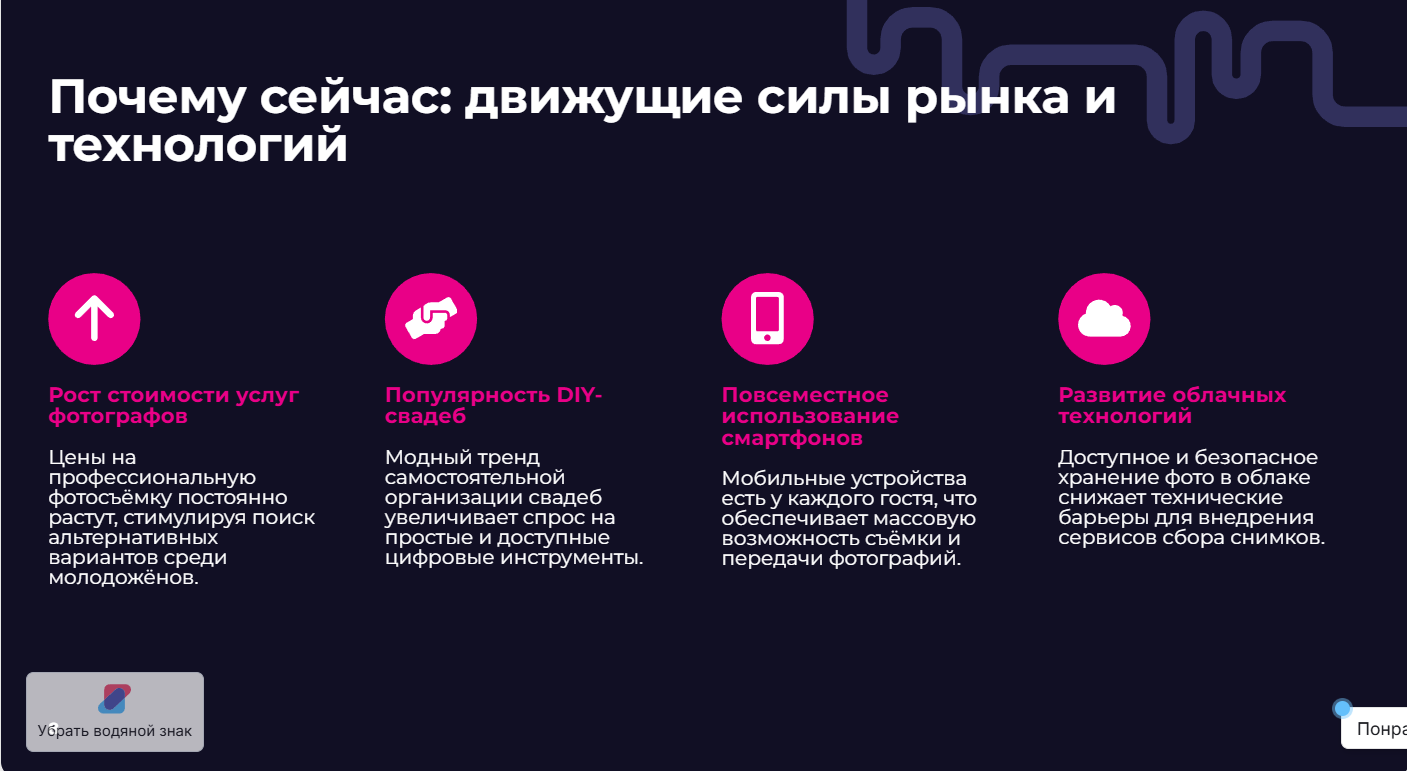 Почему сейчас: движущие силы рынка и
технологий
Рост стоимости услуг
фотографов
Цены на
профессиональную
фотосъёмку постоянно
растут, стимулируя поиск
альтернативных
вариантов среди
молодожёнов.
Популярность DIY-
свадеб
Модный тренд
самостоятельной
организации свадеб
увеличивает спрос на
простые и доступные
цифровые инструменты.
Повсеместное
использование
смартфонов
Мобильные устройства
есть у каждого гостя, что
обеспечивает массовую
возможность съёмки и
передачи фотографий.
Развитие облачных
технологий
Доступное и безопасное
хранение фото в облаке
снижает технические
барьеры для внедрения
сервисов сбора снимков.
Убрать водяной знак
Понра